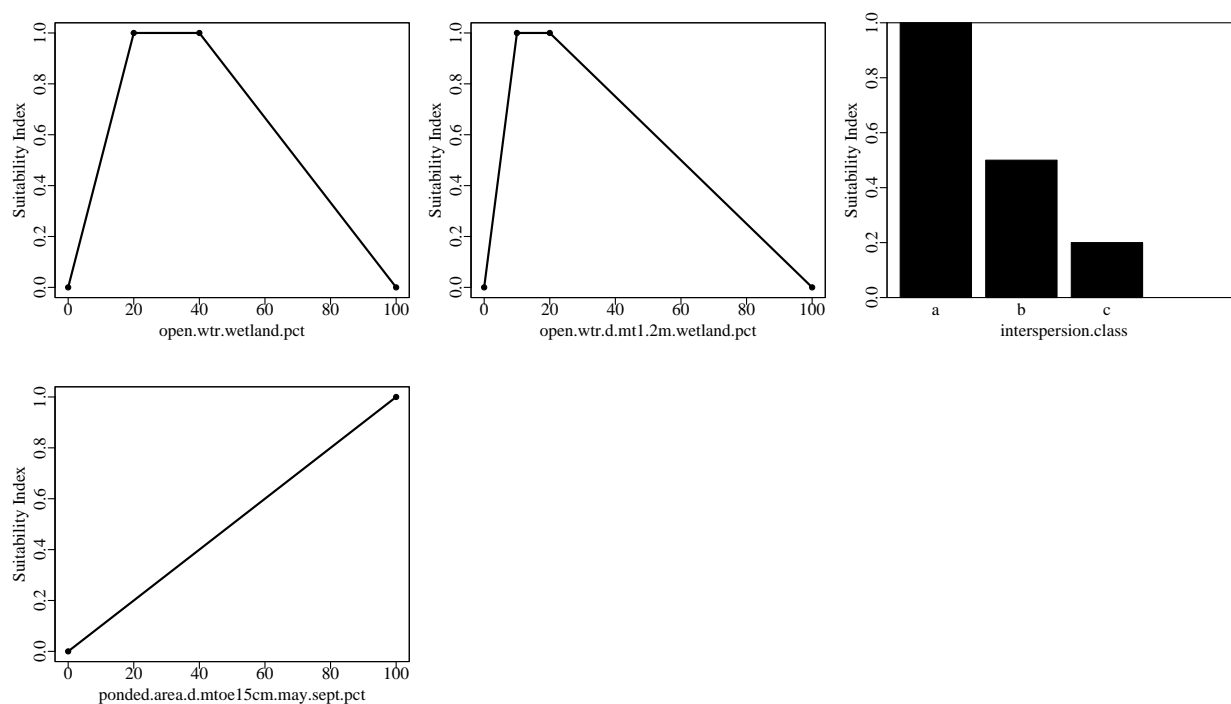 Suitability Index
0.0 0.2 0.4 0.6 0.8 1.0
0 20 40 60 80 100
open.wtr.wetland.pct
Suitability Index
0.0 0.2 0.4 0.6 0.8 1.0
0 20 40 60 80 100
open.wtr.d.mt1.2m.wetland.pct
Suitability Index
0.0 0.2 0.4 0.6 0.8 1.0
a b c
interspersion.class
Suitability Index
0.0 0.2 0.4 0.6 0.8 1.0
0 20 40 60 80 100
ponded.area.d.mtoe15cm.may.sept.pct